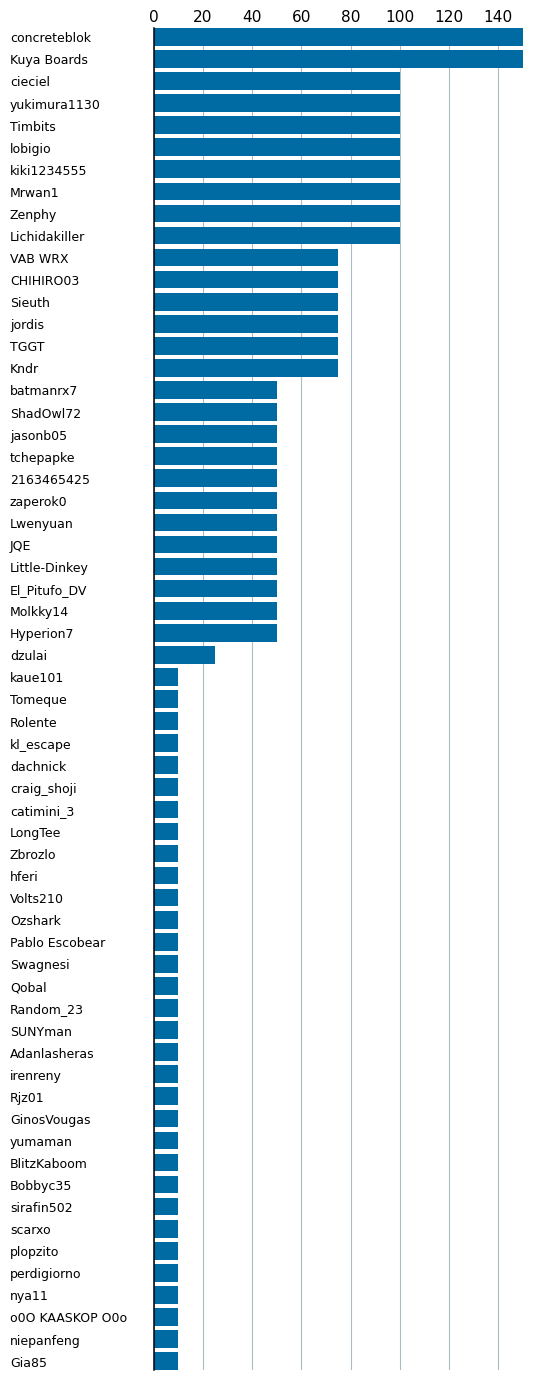 0 20 40 60 80 100 120 140
concreteblok
Kuya Boards
cieciel
yukimura1130
Timbits
lobigio
kiki1234555
Mrwan1
Zenphy
Lichidakiller
VAB WRX
CHIHIRO03
Sieuth
jordis
TGGT
Kndr
batmanrx7
ShadOwl72
jasonb05
tchepapke
2163465425
zaperok0
Lwenyuan
JQE
Little-Dinkey
El_Pitufo_DV
Molkky14
Hyperion7
dzulai
kaue101
Tomeque
Rolente
kl_escape
dachnick
craig_shoji
catimini_3
LongTee
Zbrozlo
hferi
Volts210
Ozshark
Pablo Escobear
Swagnesi
Qobal
Random_23
SUNYman
Adanlasheras
irenreny
Rjz01
GinosVougas
yumaman
BlitzKaboom
Bobbyc35
sirafin502
scarxo
plopzito
perdigiorno
nya11
o0O KAASKOP O0o
niepanfeng
Gia85